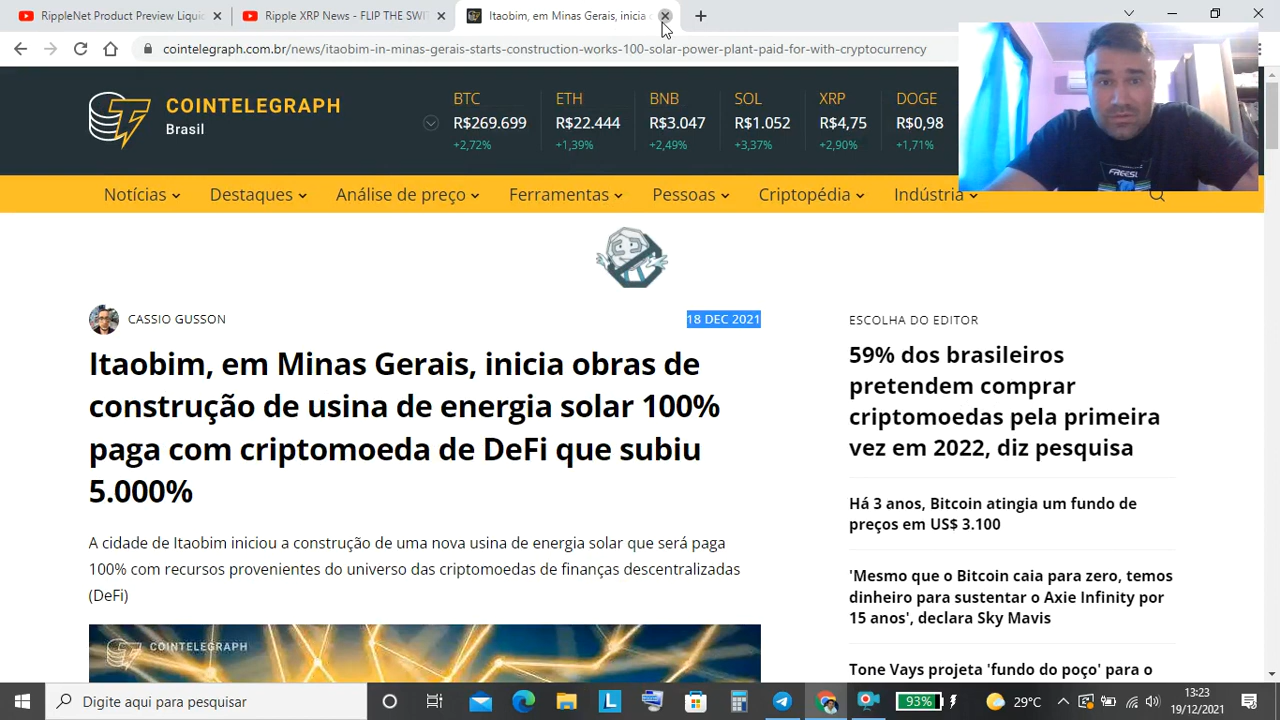 RippleNet Product Preview Liqui
Ripple XRP News - FLIP THE SWIT
Itaobim, em Minas Gerais, inicia
cointelegraph.com.br/news/itaobim-in-minas-gerais-starts-construction-works-100-solar-power-plant-paid-for-with-cryptocurrency
COINTELEGRAPH
Brasil
BTC ETH BNB SOL XRP DOGE
R$269.699 R$22.444 R$3.047 R$1.052 R$4,75 R$0,98
+2,72% +1,39% +2,49% +3,37% +2,90% +1,71%
Notícias Destaques Análise de preço Ferramentas Pessoas Criptopédia Indústria
CASSIO GUSSON
18 DEC 2021
Itaobim, em Minas Gerais, inicia obras de
construção de usina de energia solar 100%
paga com criptomoeda de DeFi que subiu
5.000%
A cidade de Itaobim iniciou a construção de uma nova usina de energia solar que será paga
100% com recursos provenientes do universo das criptomoedas de finanças descentralizadas
(DeFi)
COINTELEGRAPH
ESCOLHA DO EDITOR
59% dos brasileiros
pretendem comprar
criptomoedas pela primeira
vez em 2022, diz pesquisa
Há 3 anos, Bitcoin atingia um fundo de
preços em US$ 3.100
'Mesmo que o Bitcoin caia para zero, temos
dinheiro para sustentar o Axie Infinity por
15 anos', declara Sky Mavis
Tone Vays projeta 'fundo do poço' para o
Digite aqui para pesquisar
L
93%
29°C
13:23
19/12/2021